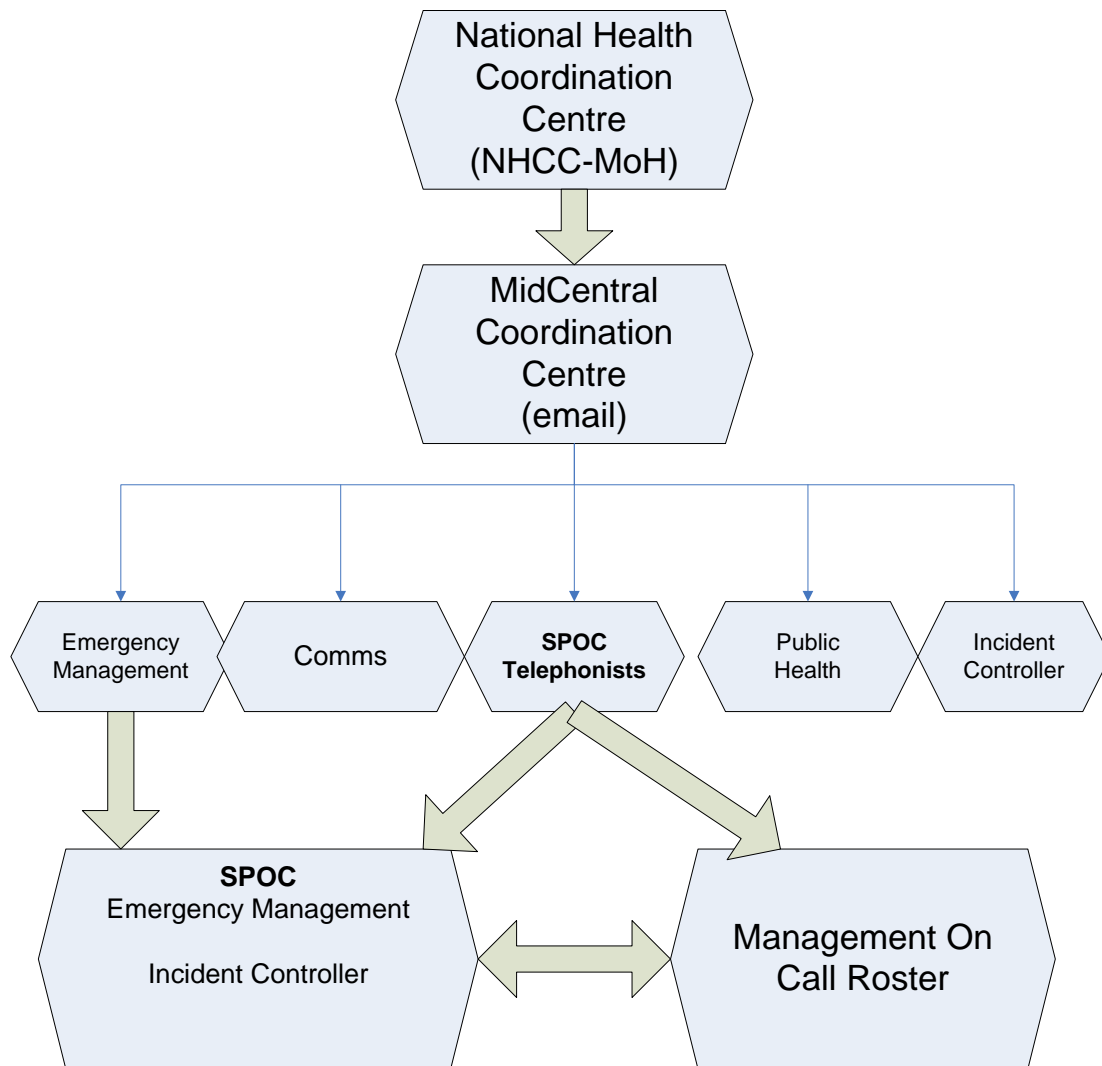 National Health
Coordination
Centre
(NHCC-MoH)
MidCentral
Coordination
Centre
(email)
Emergency
Management
Comms
SPOC
Telephonists
Public
Health
Incident
Controller
SPOC
Emergency Management
Incident Controller
Management On
Call Roster